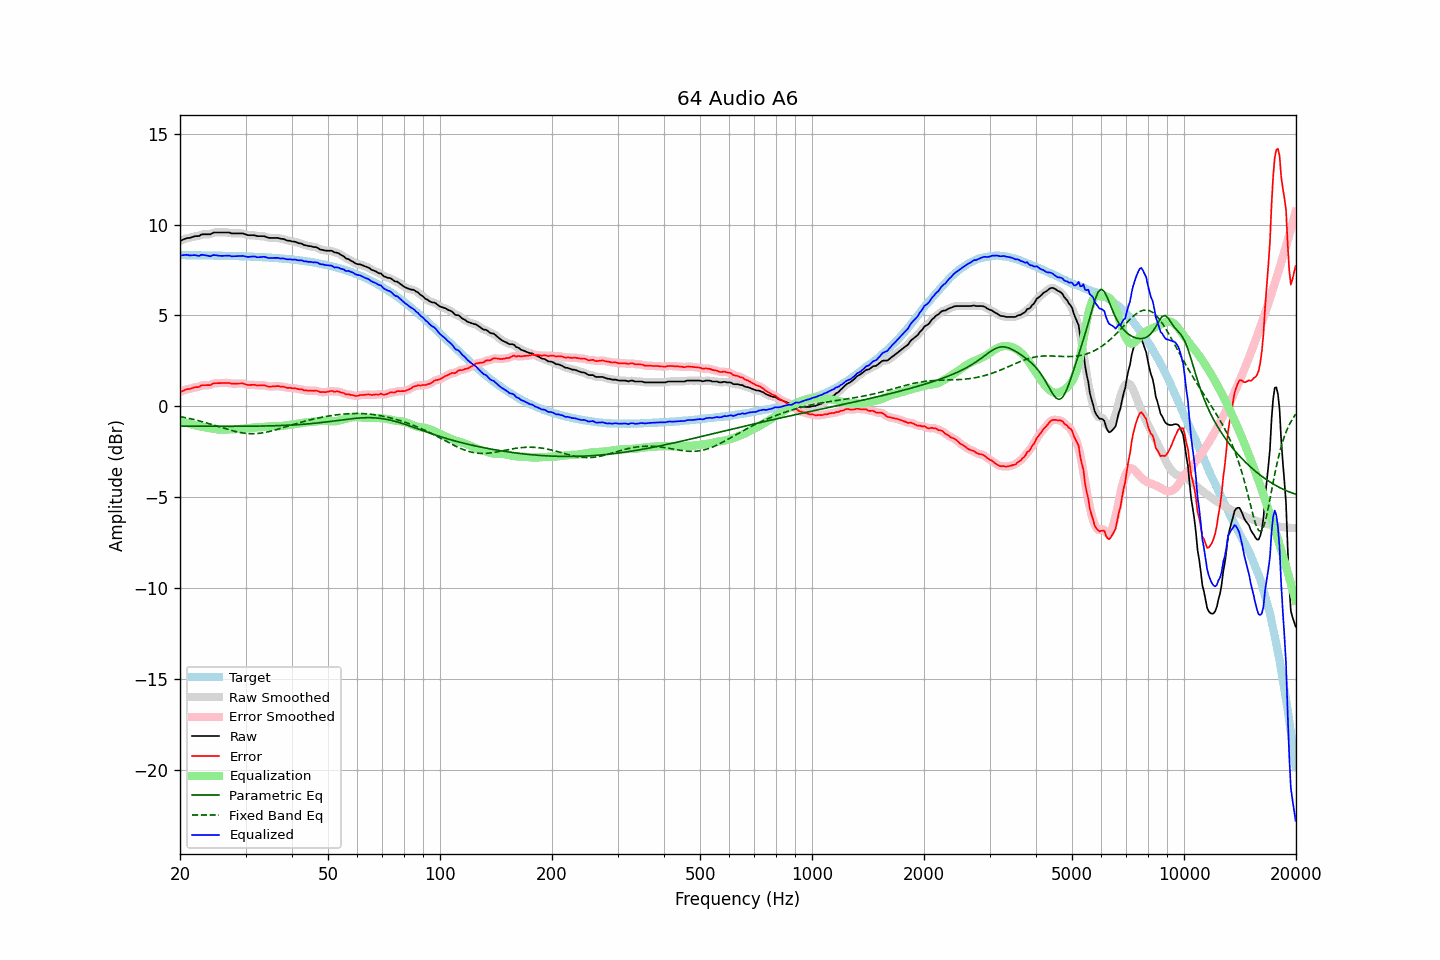 64 Audio A6
15
10
5
0
−5
−10
−15
−20
Amplitude (dBr)
Target
Raw Smoothed
Error Smoothed
Raw
Error
Equalization
Parametric Eq
Fixed Band Eq
Equalized
20 50 100 200 500 1000 2000 5000 10000 20000
Frequency (Hz)